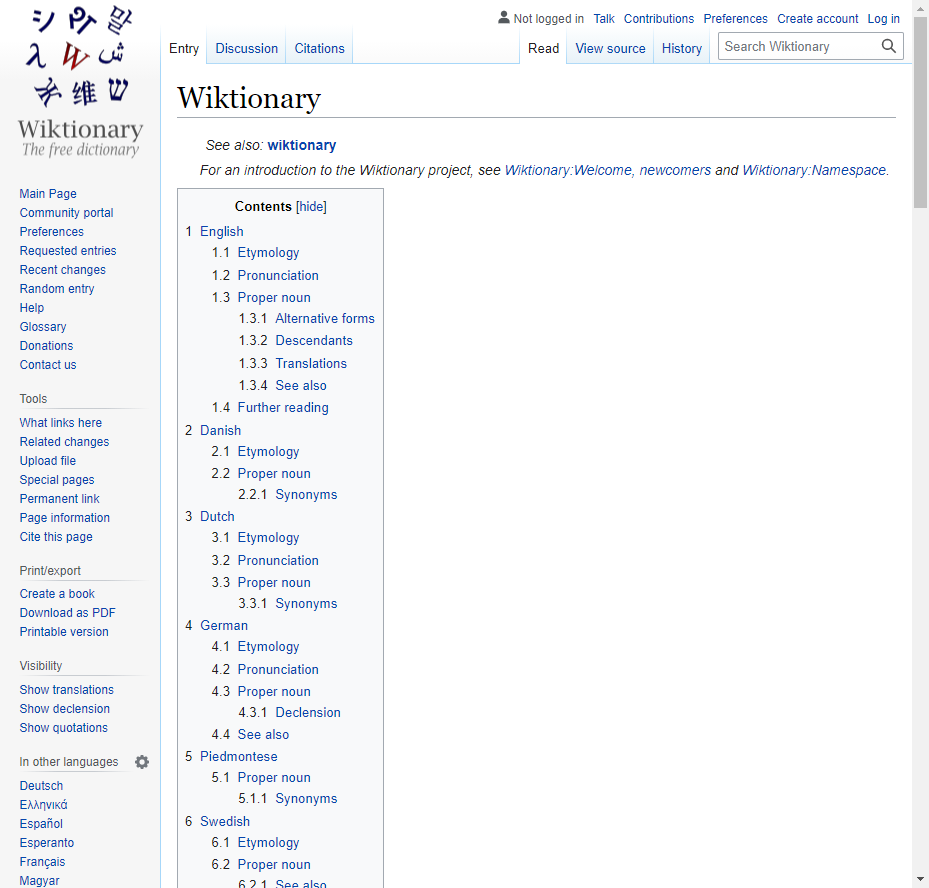 シ
Wiktionary
The free dictionary
Main Page
Community portal
Preferences
Requested entries
Recent changes
Random entry
Help
Glossary
Donations
Contact us
Tools
What links here
Related changes
Upload file
Special pages
Permanent link
Page information
Cite this page
Print/export
Create a book
Download as PDF
Printable version
Visibility
Show translations
Show declension
Show quotations
In other languages
Deutsch
Ελληνικά
Español
Esperanto
Français
Magyar
Not logged in Talk Contributions Preferences Create account Log in
Entry Discussion Citations Read View source History Search Wiktionary
Wiktionary
See also: wiktionary
For an introduction to the Wiktionary project, see Wiktionary:Welcome, newcomers and Wiktionary:Namespace.
Contents [hide]
1 English
1.1 Etymology
1.2 Pronunciation
1.3 Proper noun
1.3.1 Alternative forms
1.3.2 Descendants
1.3.3 Translations
1.3.4 See also
1.4 Further reading
2 Danish
2.1 Etymology
2.2 Proper noun
2.2.1 Synonyms
3 Dutch
3.1 Etymology
3.2 Pronunciation
3.3 Proper noun
3.3.1 Synonyms
4 German
4.1 Etymology
4.2 Pronunciation
4.3 Proper noun
4.3.1 Declension
4.4 See also
5 Piedmontese
5.1 Proper noun
5.1.1 Synonyms
6 Swedish
6.1 Etymology
6.2 Proper noun
6.2.1 See also